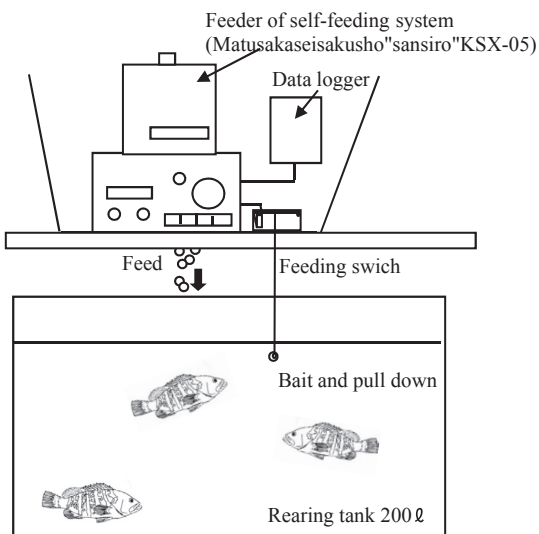 Feeder of self-feeding system
(Matusakaseisakusho"sansiro"KSX-05)
Data logger
Feed
Feeding swich
Bait and pull down
Rearing tank 200ℓ